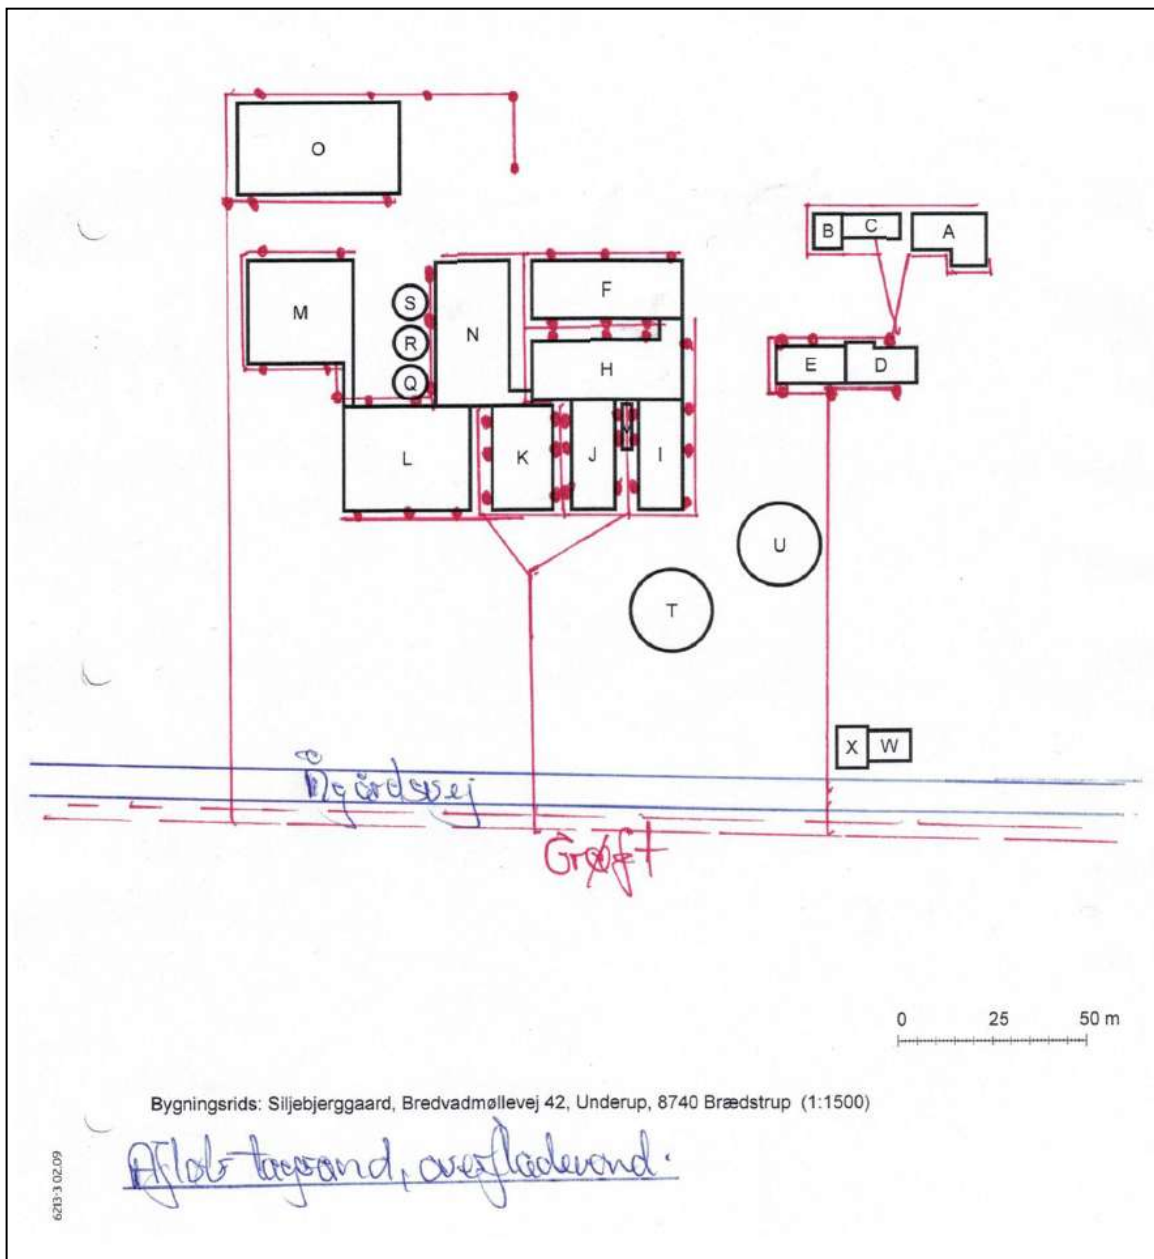 O
B C A
S
M N F
R
H E D
Q
L K J V I
U
T
X W
Ågårdsvej
Grøft
0 25 50 m
Bygningsrids: Siljebjerggaard, Bredvadmøllevej 42, Underup, 8740 Brædstrup (1:1500)
Afløb tagvand, overfladevand.
6213-3 02.09